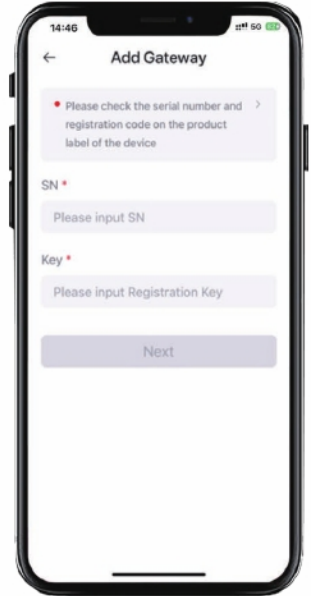 14:46
5G
Add Gateway
Please check the serial number and
registration code on the product
label of the device
SN *
Please input SN
Key *
Please input Registration Key
Next